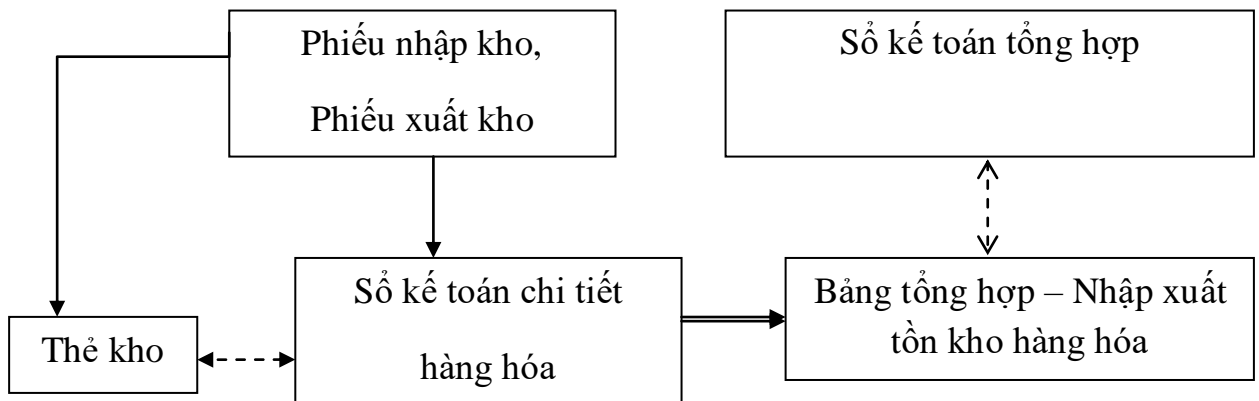 Phiếu nhập kho,
Phiếu xuất kho
Sổ kế toán tổng hợp
Thẻ kho
Sổ kế toán chi tiết
hàng hóa
Bảng tổng hợp – Nhập xuất
tồn kho hàng hóa